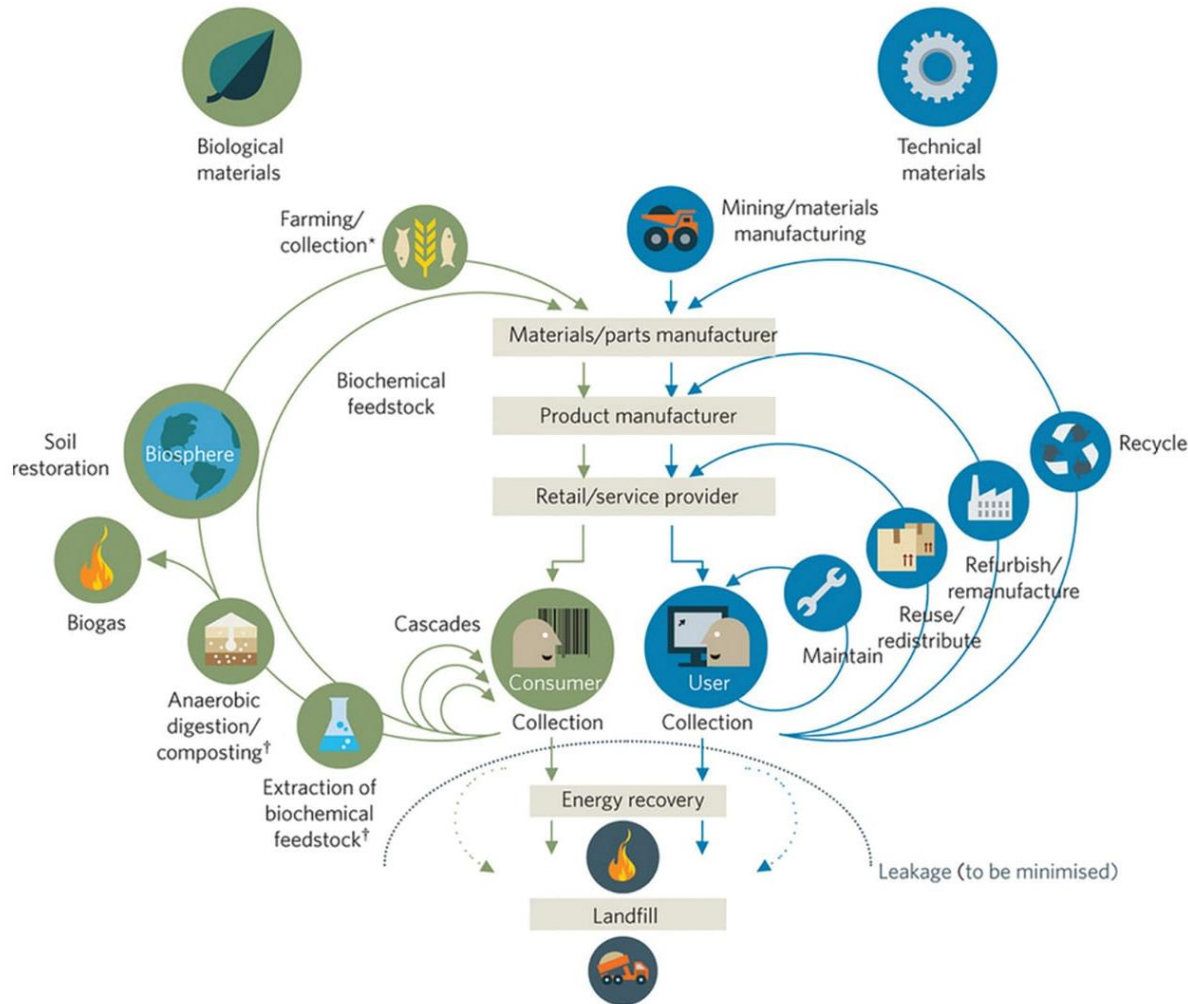 Biological
materials
Technical
materials
Farming/
collection*
Mining/materials
manufacturing
Materials/parts manufacturer
Biochemical
feedstock
Product manufacturer
Soil
restoration
Biosphere
Recycle
Retail/service provider
Biogas
Refurbish/
remanufacture
Reuse/
redistribute
Cascades
Maintain
Consumer
User
Anaerobic
digestion/
composting†
Collection
Collection
Extraction of
biochemical
feedstock†
Energy recovery
Leakage (to be minimised)
Landfill